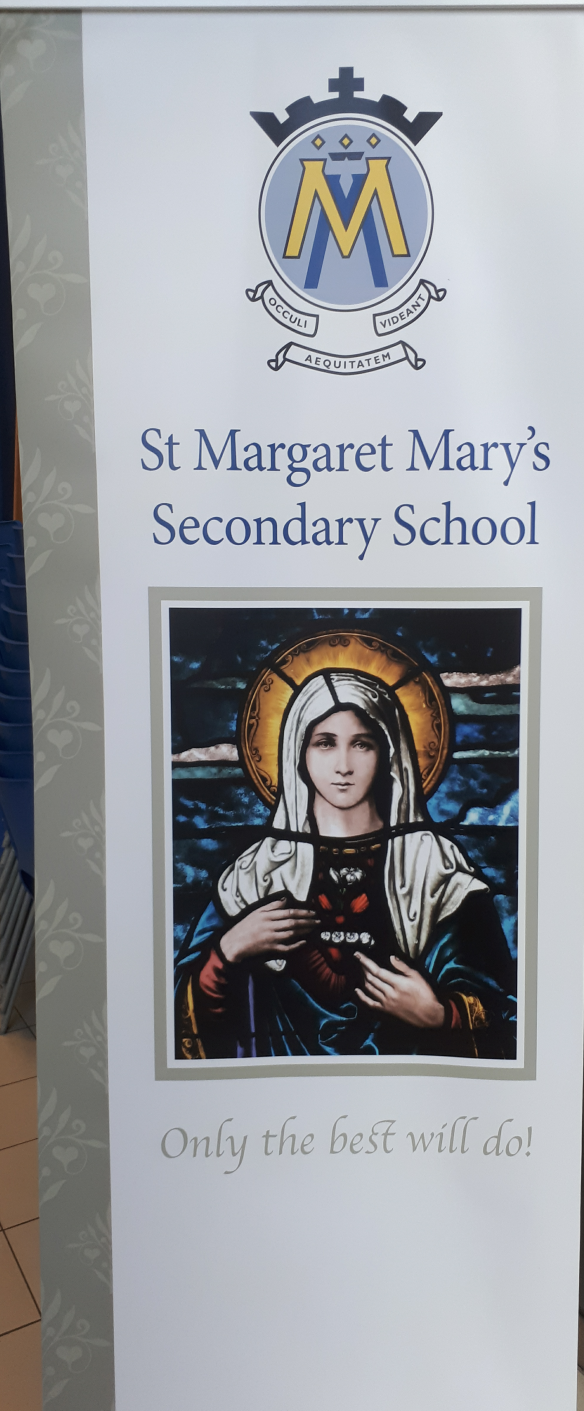 OCCULI
VIDEANT
AEQUITATEM
St Margaret Mary's
Secondary School
Only the best will do!